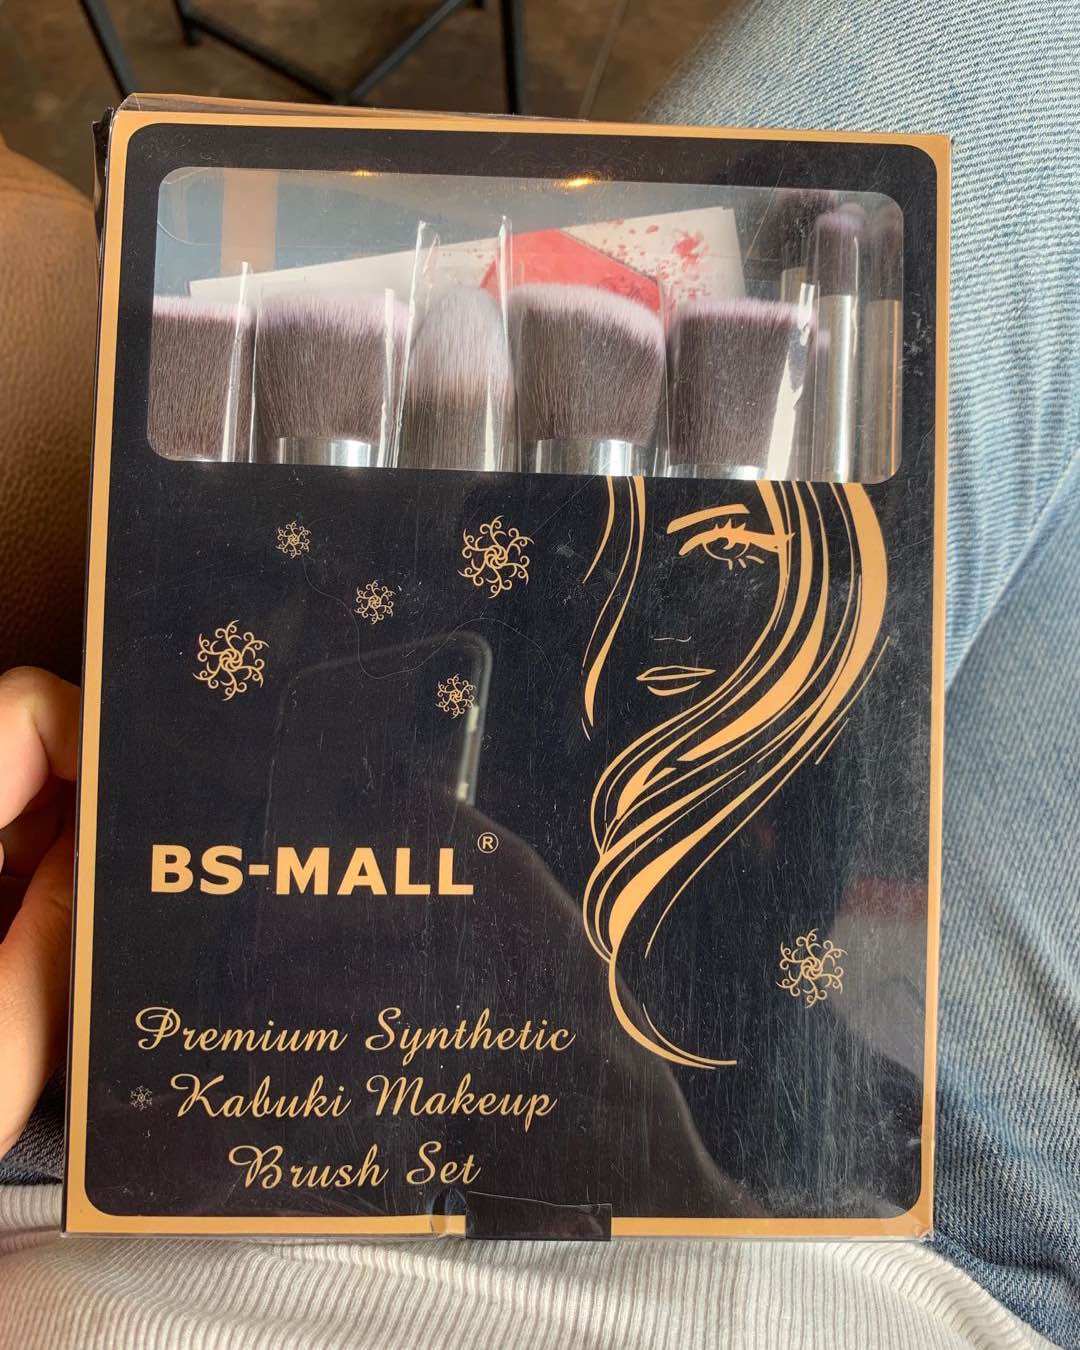 BS-MALL®
Premium Synthetic
Kabuki Makeup
Brush Set